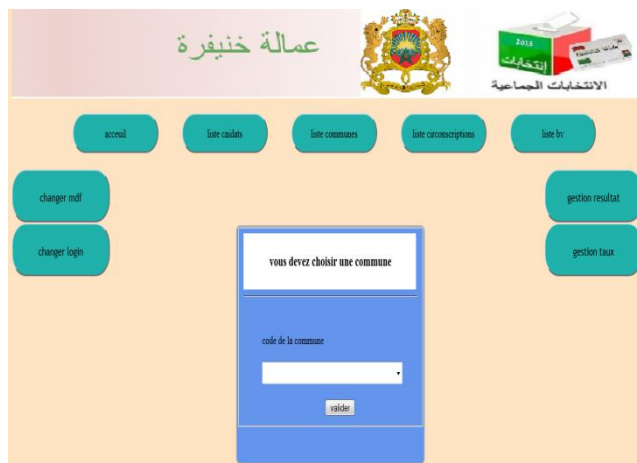 عمالة خنيفرة
2015
إنتخابات
الانتخابات الجماعية
acceuil
liste caidats
liste communes
liste circonscriptions
liste bv
changer mdf
gestion resultat
changer login
gestion taux
vous devez choisir une commune
code de la commune
valider